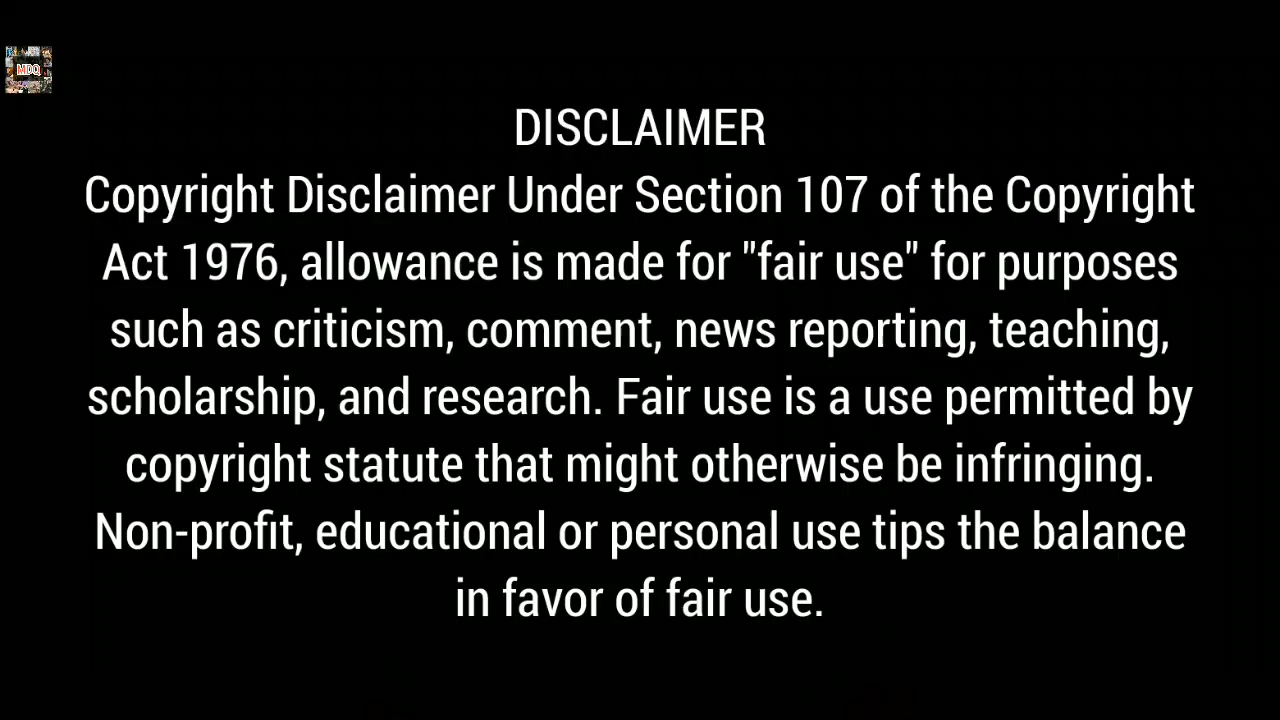 MDQ
DISCLAIMER
Copyright Disclaimer Under Section 107 of the Copyright
Act 1976, allowance is made for "fair use" for purposes
such as criticism, comment, news reporting, teaching,
scholarship, and research. Fair use is a use permitted by
copyright statute that might otherwise be infringing.
Non-profit, educational or personal use tips the balance
in favor of fair use.